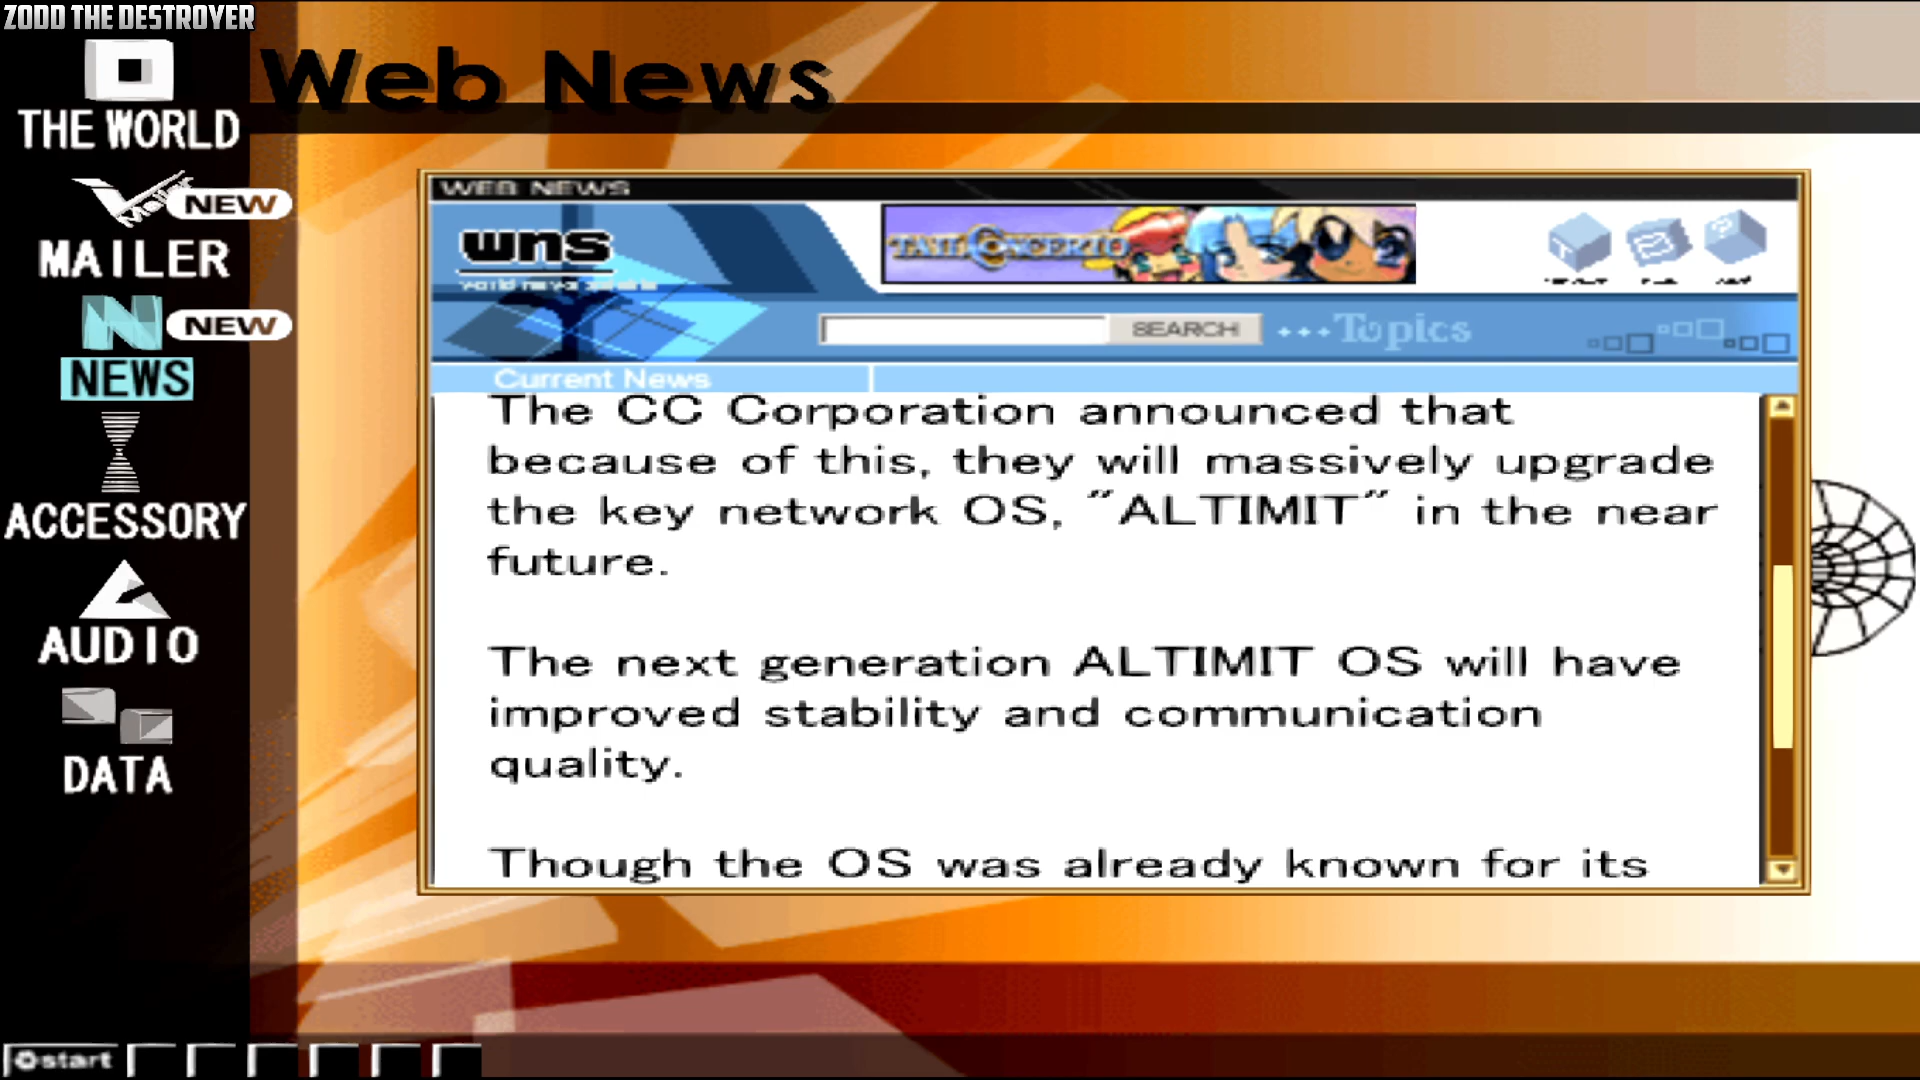 ZODD THE DESTROYER
Web News
THE WORLD
Mailer
NEW
MAILER
NEW
NEWS
ACCESSORY
AUDIO
DATA
WEB NEWS
wns
TAIL CONCERTO
SEARCH
...Topics
Current News
The CC Corporation announced that
because of this, they will massively upgrade
the key network OS, "ALTIMIT" in the near
future.
The next generation ALTIMIT OS will have
improved stability and communication
quality.
Though the OS was already known for its
start